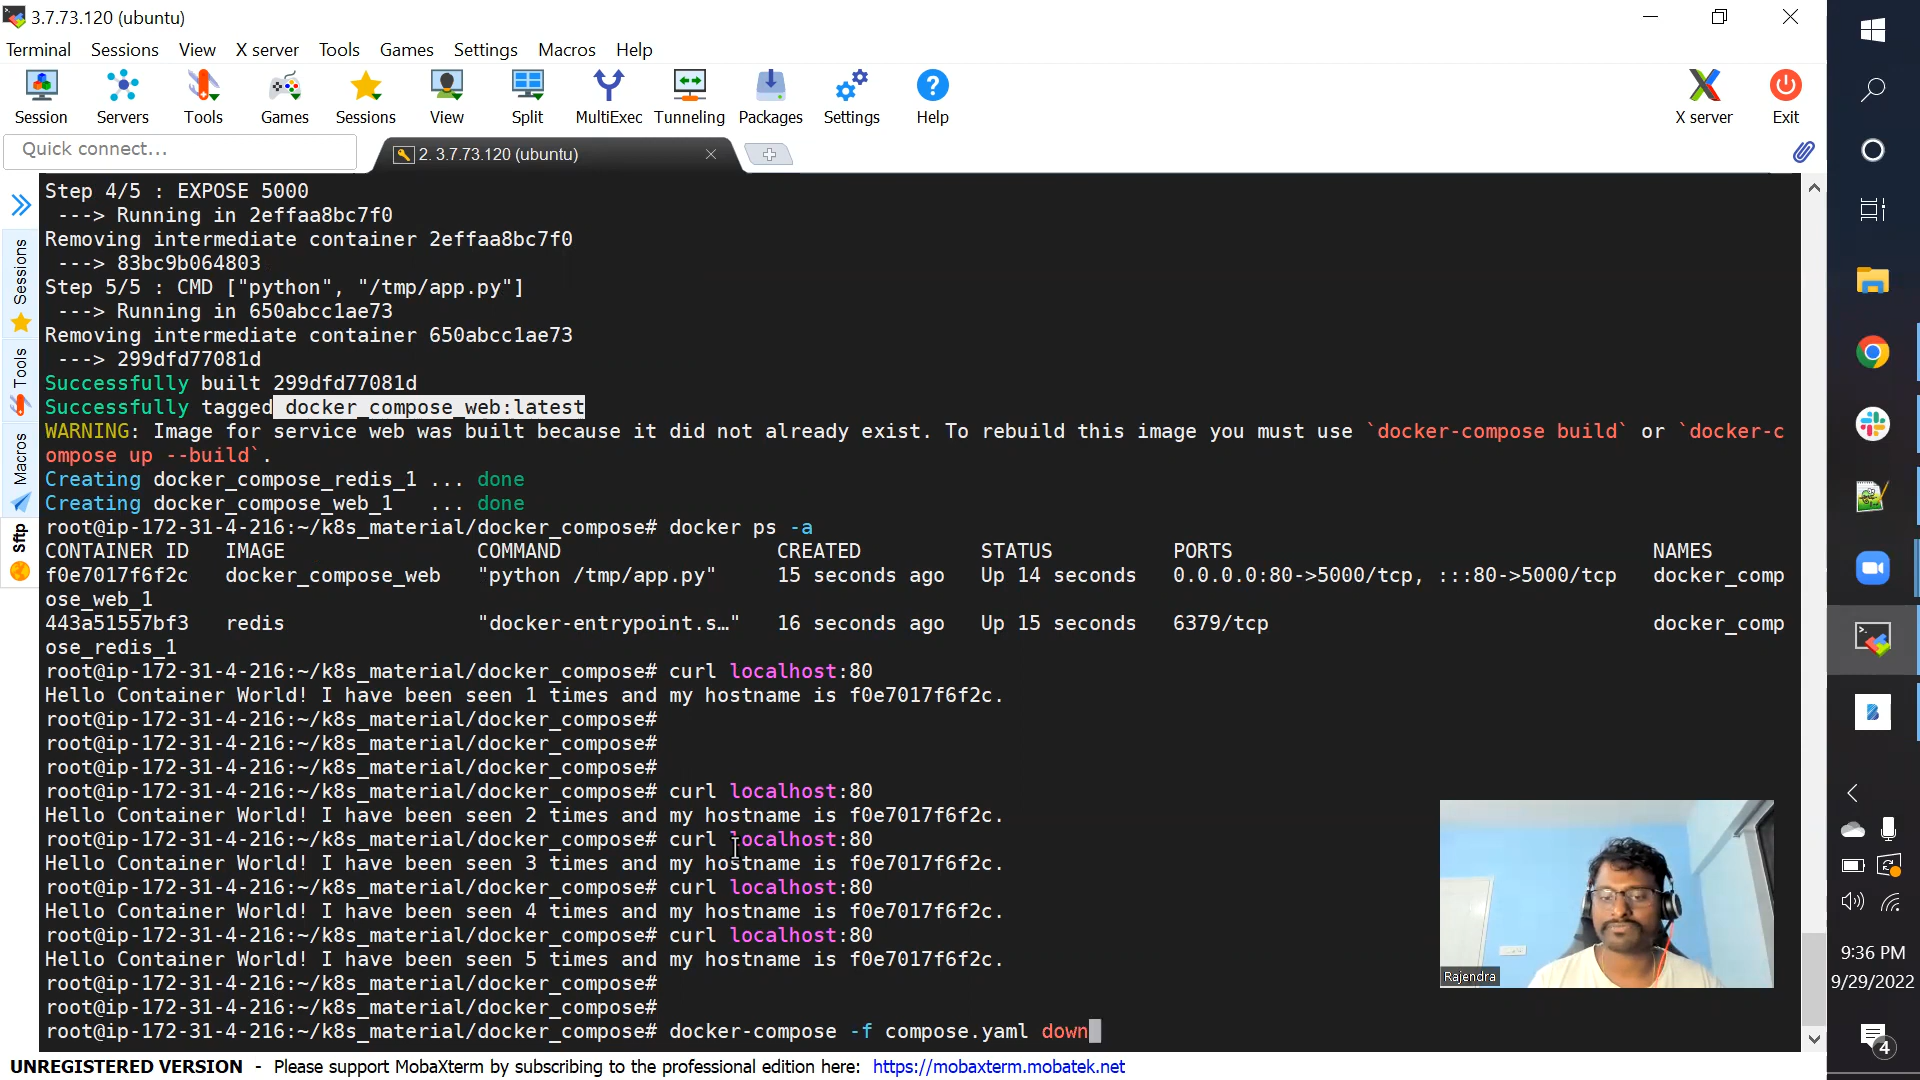 3.7.73.120 (ubuntu)
Terminal Sessions View X server Tools Games Settings Macros Help
Session Servers Tools Games Sessions View Split MultiExec Tunneling Packages Settings Help X server Exit
Quick connect...
2. 3.7.73.120 (ubuntu)
Sessions
Tools
Macros
Sftp
Step 4/5 : EXPOSE 5000
---> Running in 2effaa8bc7f0
Removing intermediate container 2effaa8bc7f0
---> 83bc9b064803
Step 5/5 : CMD ["python", "/tmp/app.py"]
---> Running in 650abcc1ae73
Removing intermediate container 650abcc1ae73
---> 299dfd77081d
Successfully built 299dfd77081d
Successfully tagged docker_compose_web:latest
WARNING: Image for service web was built because it did not already exist. To rebuild this image you must use `docker-compose build` or `docker-c
ompose up --build`.
Creating docker_compose_redis_1 ... done
Creating docker_compose_web_1   ... done
root@ip-172-31-4-216:~/k8s_material/docker_compose# docker ps -a
CONTAINER ID   IMAGE                COMMAND                  CREATED          STATUS          PORTS                                   NAMES
f0e7017f6f2c   docker_compose_web   "python /tmp/app.py"     15 seconds ago   Up 14 seconds   0.0.0.0:80->5000/tcp, :::80->5000/tcp   docker_comp
ose_web_1
443a51557bf3   redis                "docker-entrypoint.s…"   16 seconds ago   Up 15 seconds   6379/tcp                                docker_comp
ose_redis_1
root@ip-172-31-4-216:~/k8s_material/docker_compose# curl localhost:80
Hello Container World! I have been seen 1 times and my hostname is f0e7017f6f2c.
root@ip-172-31-4-216:~/k8s_material/docker_compose#
root@ip-172-31-4-216:~/k8s_material/docker_compose#
root@ip-172-31-4-216:~/k8s_material/docker_compose#
root@ip-172-31-4-216:~/k8s_material/docker_compose# curl localhost:80
Hello Container World! I have been seen 2 times and my hostname is f0e7017f6f2c.
root@ip-172-31-4-216:~/k8s_material/docker_compose# curl localhost:80
Hello Container World! I have been seen 3 times and my hostname is f0e7017f6f2c.
root@ip-172-31-4-216:~/k8s_material/docker_compose# curl localhost:80
Hello Container World! I have been seen 4 times and my hostname is f0e7017f6f2c.
root@ip-172-31-4-216:~/k8s_material/docker_compose# curl localhost:80
Hello Container World! I have been seen 5 times and my hostname is f0e7017f6f2c.
root@ip-172-31-4-216:~/k8s_material/docker_compose#
root@ip-172-31-4-216:~/k8s_material/docker_compose#
root@ip-172-31-4-216:~/k8s_material/docker_compose# docker-compose -f compose.yaml down
Rajendra
9:36 PM
9/29/2022
4
UNREGISTERED VERSION - Please support MobaXterm by subscribing to the professional edition here: https://mobaxterm.mobatek.net